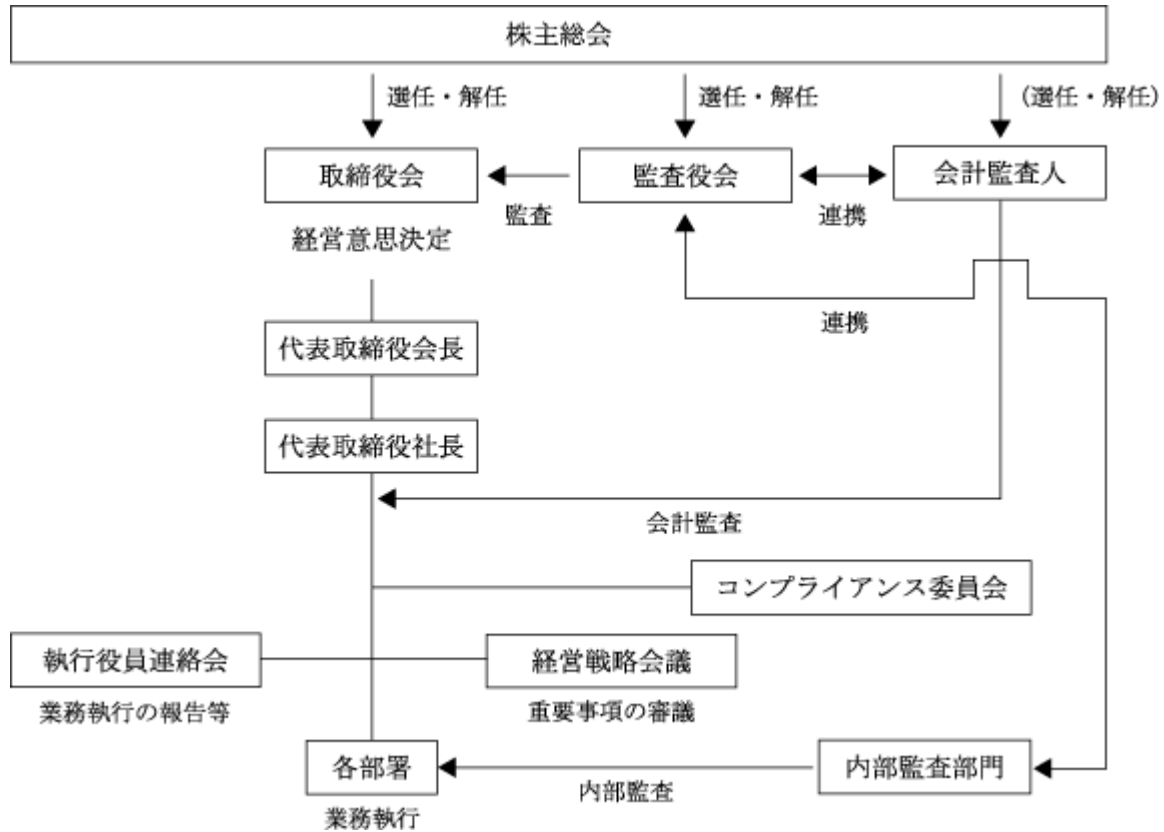 株主総会
選任・解任
選任・解任
(選任・解任)
取締役会
監査役会
会計監査人
監査
連携
経営意思決定
連携
代表取締役会長
代表取締役社長
会計監査
コンプライアンス委員会
執行役員連絡会
経営戦略会議
業務執行の報告等
重要事項の審議
各部署
内部監査部門
内部監査
業務執行